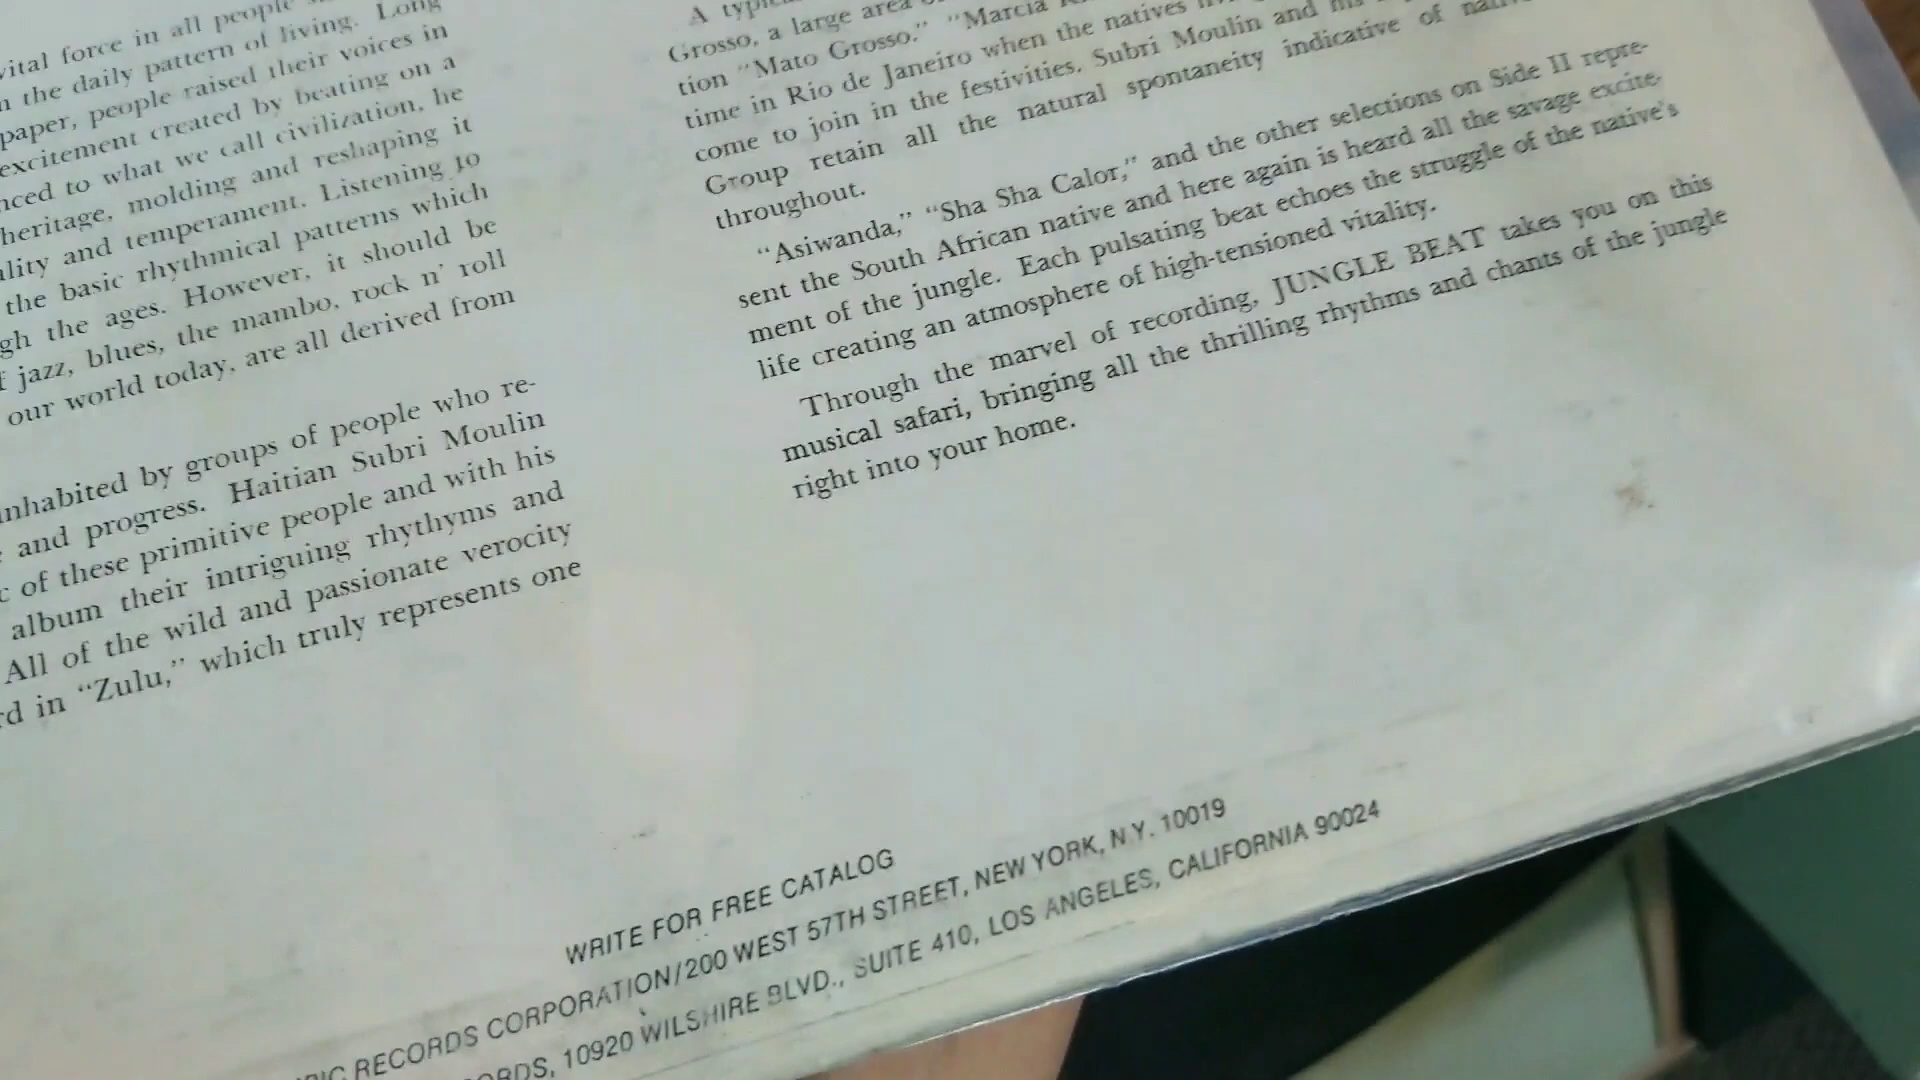 vital force in all people
the daily pattern of living. Long
paper, people raised their voices in
excitement created by beating on a
to what we call civilization, he
heritage, molding and reshaping it
and temperament. Listening to
the basic rhythmical patterns which
the ages. However, it should be
jazz, blues, the mambo, rock n' roll
our world today, are all derived from
inhabited by groups of people who re-
and progress. Haitian Subri Moulin
of these primitive people and with his
album their intriguing rhythyms and
All of the wild and passionate verocity
in “Zulu,” which truly represents one
A
Grosso, a large area
tion “Mato Grosso.” “Marcia
time in Rio de Janeiro when the natives
come to join in the festivities. Subri Moulin and his
Group retain all the natural spontaneity indicative of
throughout.
“Asiwanda,” “Sha Sha Calor,” and the other selections on Side II repre-
sent the South African native and here again is heard all the savage excite-
ment of the jungle. Each pulsating beat echoes the struggle of the native's
life creating an atmosphere of high-tensioned vitality.
Through the marvel of recording, JUNGLE BEAT takes you on this
musical safari, bringing all the thrilling rhythms and chants of the jungle
right into your home.
WRITE FOR FREE CATALOG
RECORDS CORPORATION/200 WEST 57TH STREET, NEW YORK, N.Y. 10019
10920 WILSHIRE BLVD., SUITE 410, LOS ANGELES, CALIFORNIA 90024